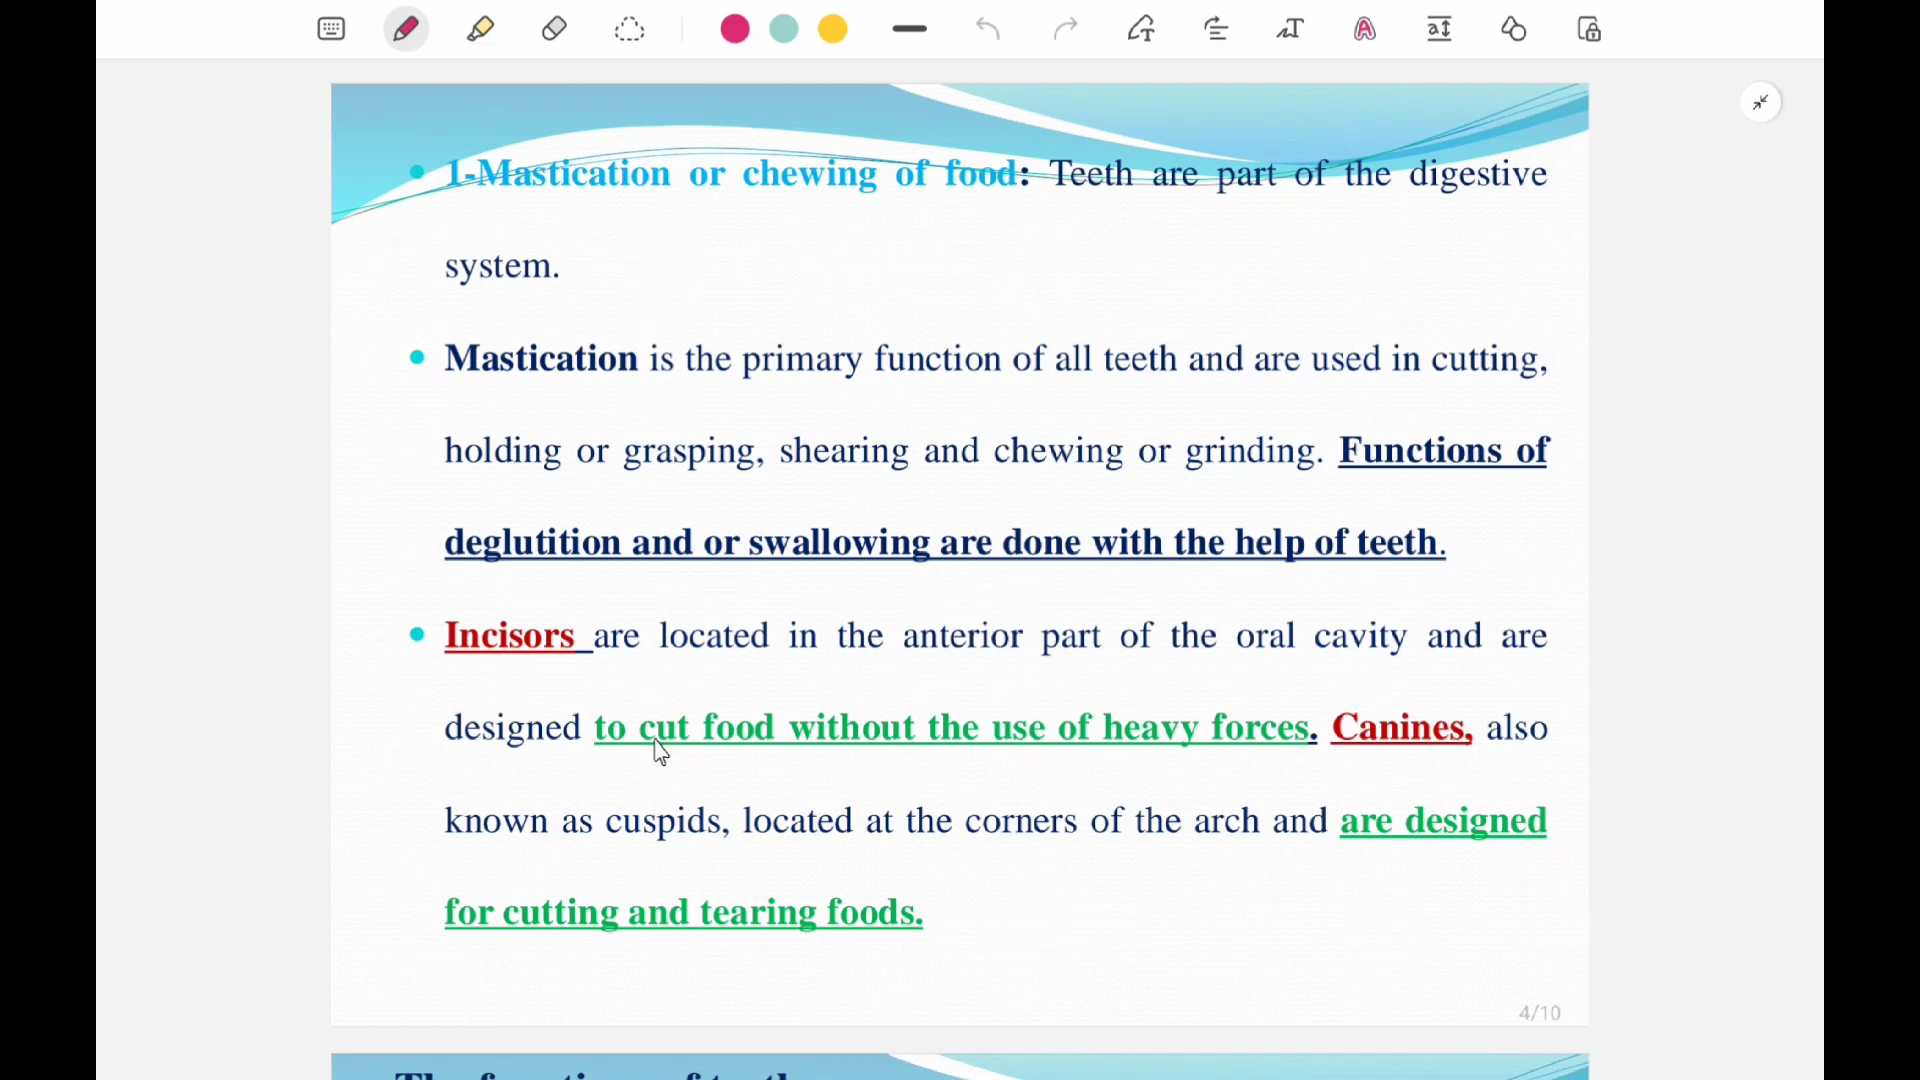 1-Mastication or chewing of food: Teeth are part of the digestive
system.
Mastication is the primary function of all teeth and are used in cutting,
holding or grasping, shearing and chewing or grinding. Functions of
deglutition and or swallowing are done with the help of teeth.
Incisors are located in the anterior part of the oral cavity and are
designed to cut food without the use of heavy forces. Canines, also
known as cuspids, located at the corners of the arch and are designed
for cutting and tearing foods.
4/10